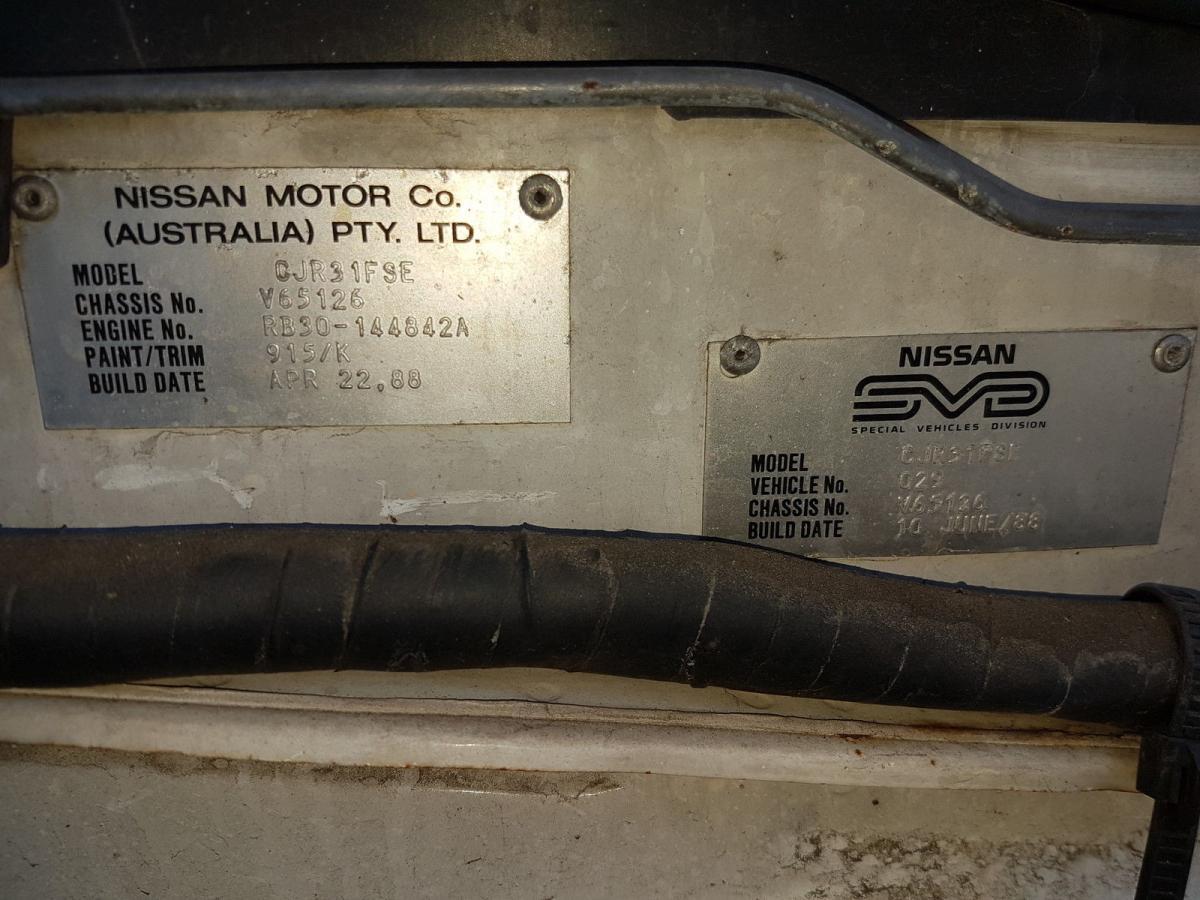 NISSAN MOTOR Co.
(AUSTRALIA) PTY. LTD.
MODEL CJR31FSE
CHASSIS No. V65126
ENGINE No. RB30-144842A
PAINT/TRIM 915/K
BUILD DATE APR 22,88
NISSAN
SVD
SPECIAL VEHICLES DIVISION
MODEL CJR31FSE
VEHICLE No. 029
CHASSIS No.
BUILD DATE 10 JUNE/88